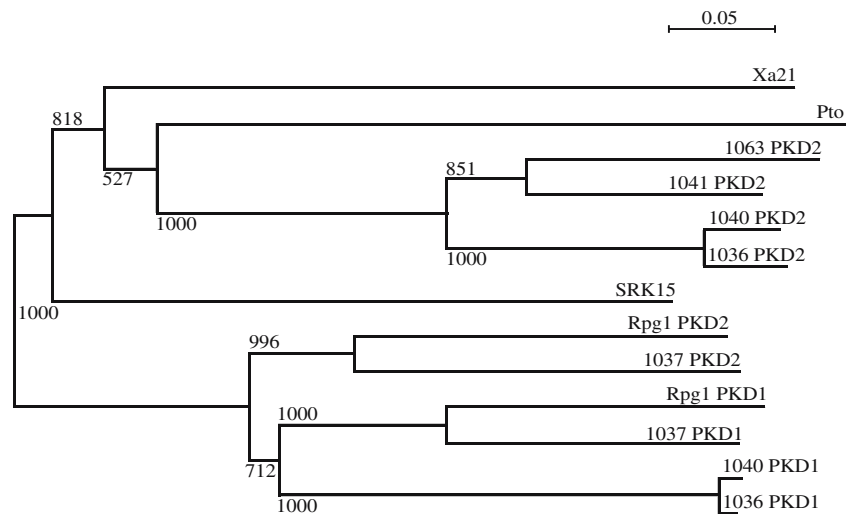 0.05
Xa21
Pto
818
1063 PKD2
851
1041 PKD2
527
1040 PKD2
1000
1036 PKD2
1000
SRK15
1000
Rpg1 PKD2
996
1037 PKD2
Rpg1 PKD1
1000
1037 PKD1
712
1040 PKD1
1036 PKD1
1000